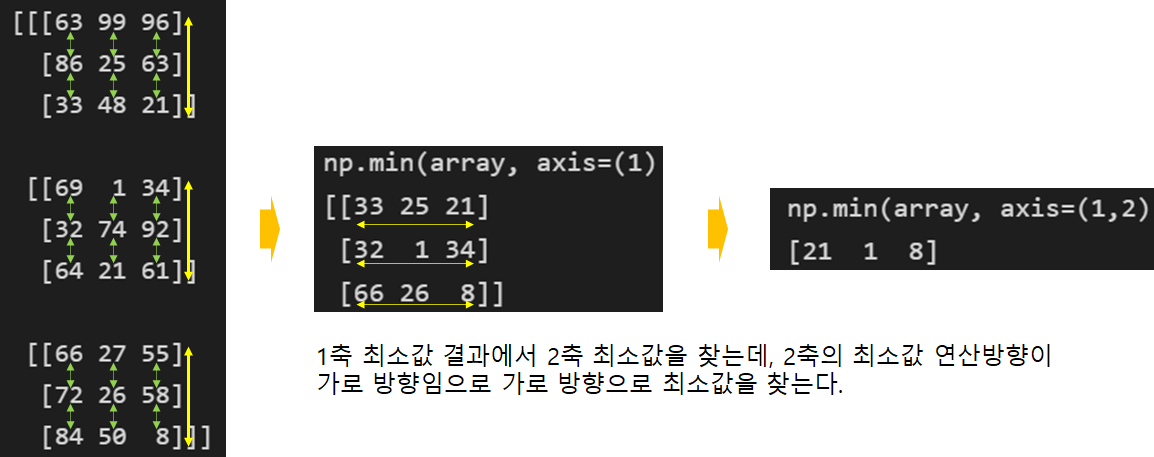 [[[63 99 96]
[86 25 63]
[33 48 21]]
[[69 1 34]
[32 74 92]
[64 21 61]]
[[66 27 55]
[72 26 58]
[84 50 8]]]
np.min(array, axis=(1)
[[33 25 21]
[32 1 34]
[66 26 8]]
np.min(array, axis=(1,2)
[21 1 8]
1축 최소값 결과에서 2축 최소값을 찾는데, 2축의 최소값 연산방향이
가로 방향임으로 가로 방향으로 최소값을 찾는다.